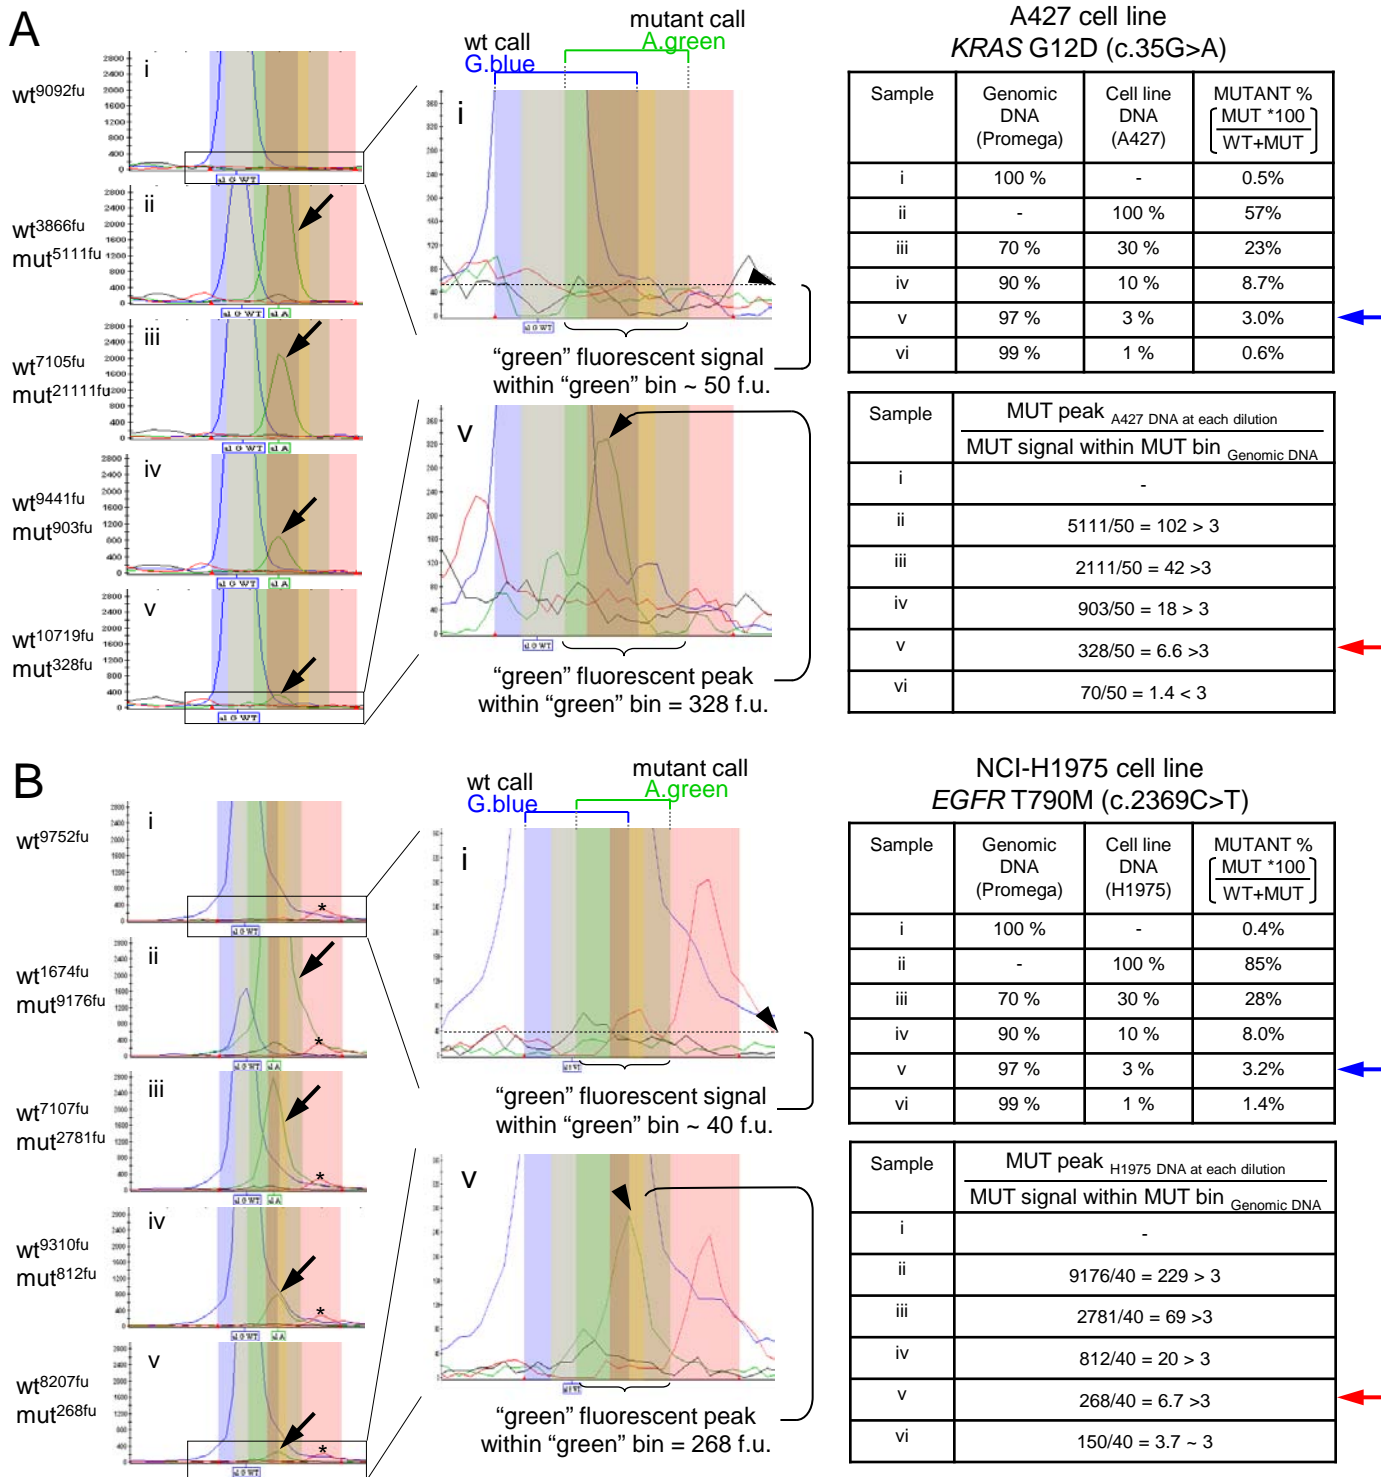 A
wt9092fu
i
wt3866fu
mut5111fu
ii
wt7105fu
mut21111fu
iii
wt9441fu
mut903fu
iv
wt10719fu
mut328fu
v
wt call
G.blue
mutant call
A.green
i
"green" fluorescent signal
within "green" bin ~ 50 f.u.
v
"green" fluorescent peak
within "green" bin = 328 f.u.
A427 cell line
KRAS G12D (c.35G>A)
Sample Genomic DNA (Promega) Cell line DNA (A427) MUTANT % [MUT *100 / WT+MUT]
i 100 % - 0.5%
ii - 100 % 57%
iii 70 % 30 % 23%
iv 90 % 10 % 8.7%
v 97 % 3 % 3.0%
vi 99 % 1 % 0.6%
Sample MUT peak A427 DNA at each dilution
MUT signal within MUT bin Genomic DNA
i -
ii 5111/50 = 102 > 3
iii 2111/50 = 42 >3
iv 903/50 = 18 > 3
v 328/50 = 6.6 >3
vi 70/50 = 1.4 < 3
B
wt9752fu
i
*
wt1674fu
mut9176fu
ii
*
wt7107fu
mut2781fu
iii
*
wt9310fu
mut812fu
iv
*
wt8207fu
mut268fu
v
*
wt call
G.blue
mutant call
A.green
i
"green" fluorescent signal
within "green" bin ~ 40 f.u.
v
"green" fluorescent peak
within "green" bin = 268 f.u.
NCI-H1975 cell line
EGFR T790M (c.2369C>T)
Sample Genomic DNA (Promega) Cell line DNA (H1975) MUTANT % [MUT *100 / WT+MUT]
i 100 % - 0.4%
ii - 100 % 85%
iii 70 % 30 % 28%
iv 90 % 10 % 8.0%
v 97 % 3 % 3.2%
vi 99 % 1 % 1.4%
Sample MUT peak H1975 DNA at each dilution
MUT signal within MUT bin Genomic DNA
i -
ii 9176/40 = 229 > 3
iii 2781/40 = 69 >3
iv 812/40 = 20 > 3
v 268/40 = 6.7 >3
vi 150/40 = 3.7 ~ 3